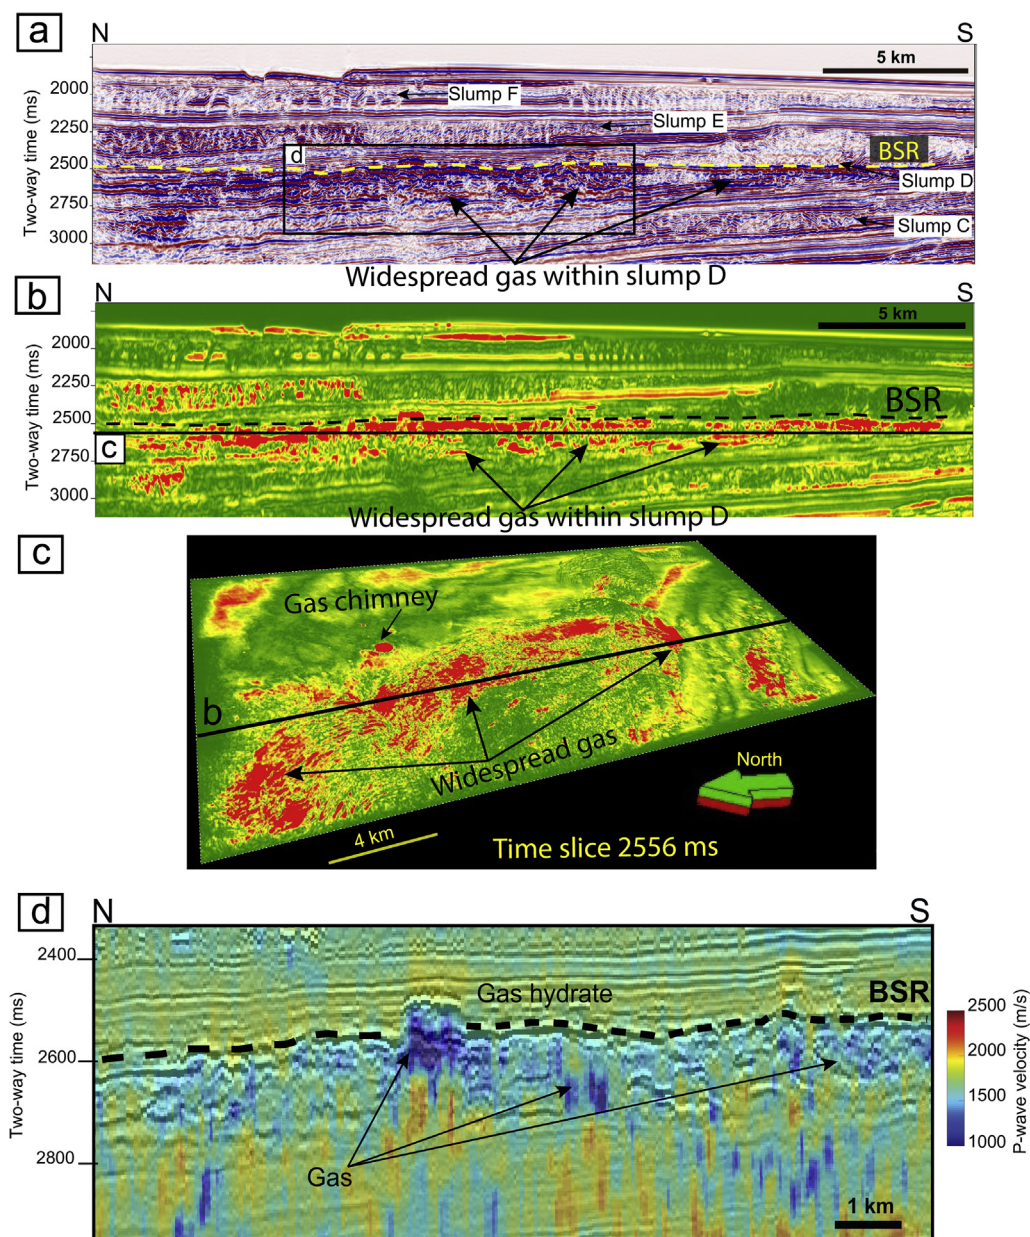 a
N
S
5 km
Two-way time (ms)
2000
2250
2500
2750
3000
Slump F
Slump E
d
BSR
Slump D
Slump C
Widespread gas within slump D
b
N
S
5 km
Two-way time (ms)
2000
2250
2500
2750
3000
BSR
c
Widespread gas within slump D
c
Gas chimney
b
Widespread gas
North
4 km
Time slice 2556 ms
d
N
S
Two-way time (ms)
2400
2600
2800
Gas hydrate
BSR
Gas
1 km
2500
2000
1500
1000
P-wave velocity (m/s)